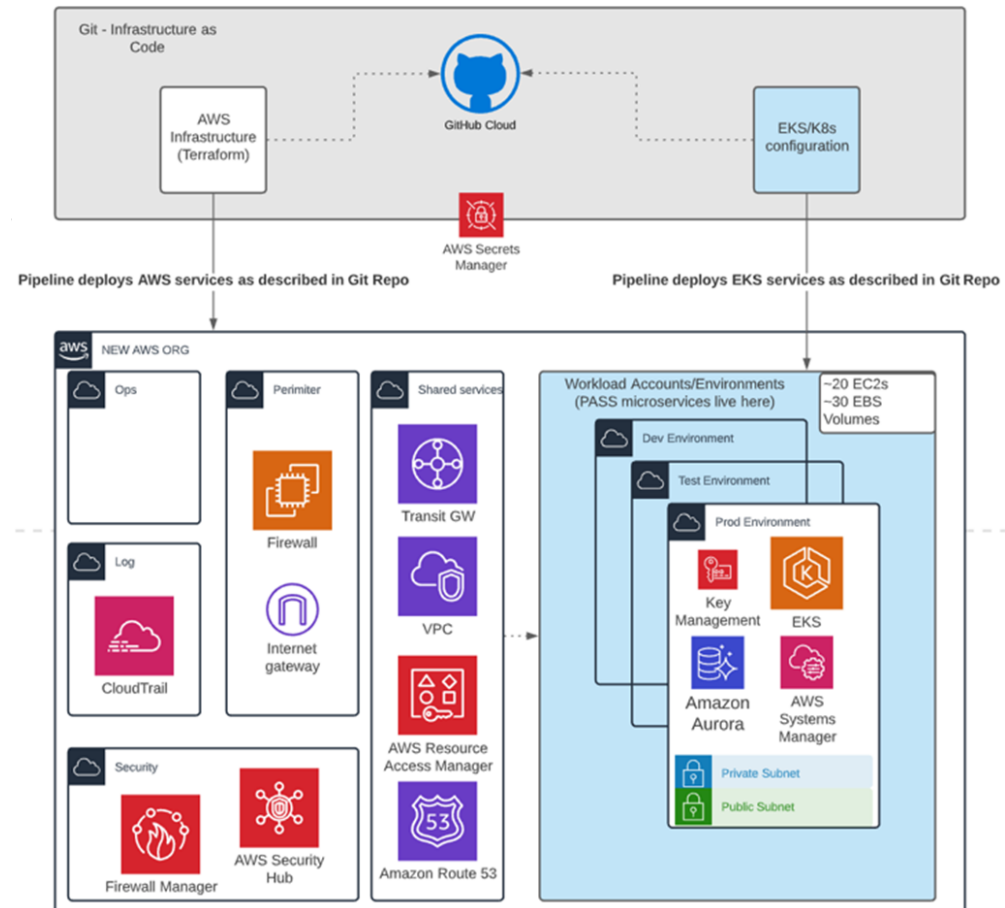 Git - Infrastructure as
Code
AWS
Infrastructure
(Terraform)
GitHub Cloud
EKS/K8s
configuration
AWS Secrets
Manager
Pipeline deploys AWS services as described in Git Repo
Pipeline deploys EKS services as described in Git Repo
aws
NEW AWS ORG
Ops
Perimiter
Firewall
Internet
gateway
Shared services
Transit GW
VPC
AWS Resource
Access Manager
53
Amazon Route 53
Log
CloudTrail
Security
Firewall Manager
AWS Security
Hub
Workload Accounts/Environments
(PASS microservices live here)
~20 EC2s
~30 EBS
Volumes
Dev Environment
Test Environment
Prod Environment
Key
Management
K
EKS
Amazon
Aurora
AWS
Systems
Manager
Private Subnet
Public Subnet